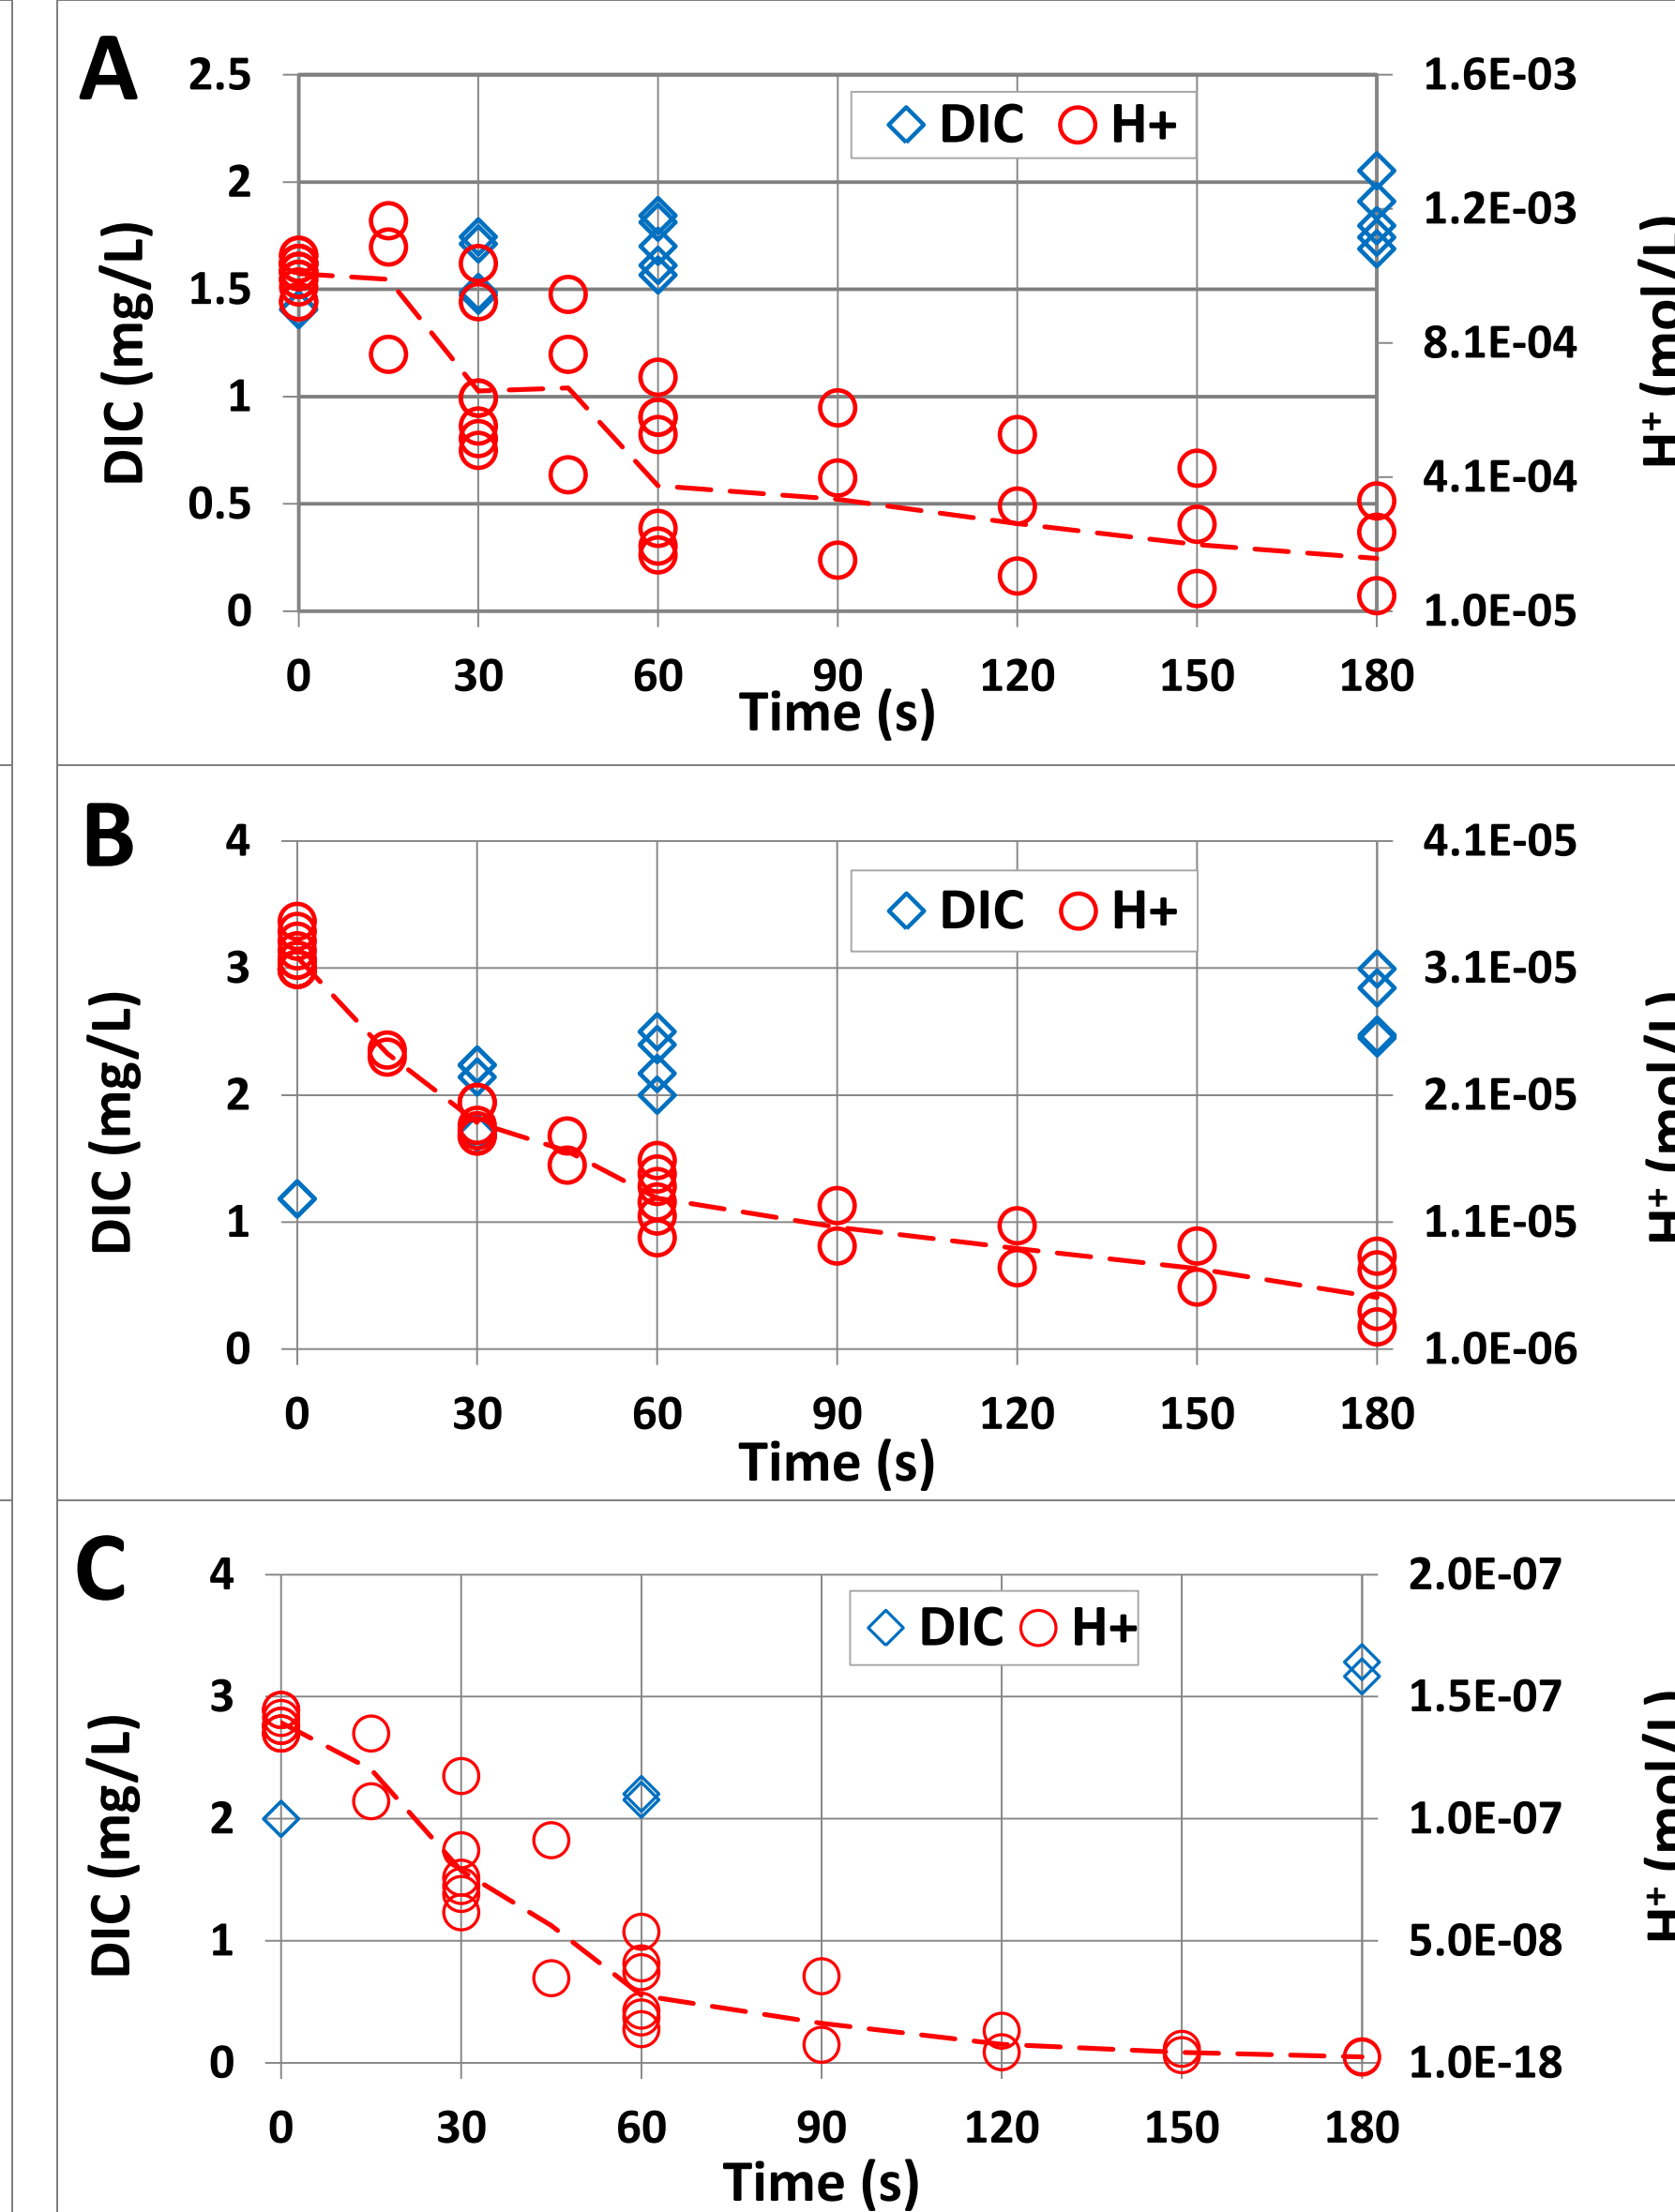 A
2.5
2
1.5
1
0.5
0
DIC (mg/L)
DIC H+
1.6E-03
1.2E-03
8.1E-04
4.1E-04
1.0E-05
H+ (mol/L)
0 30 60 90 120 150 180
Time (s)
B
4
3
2
1
0
DIC (mg/L)
DIC H+
4.1E-05
3.1E-05
2.1E-05
1.1E-05
1.0E-06
H+ (mol/L)
0 30 60 90 120 150 180
Time (s)
C
4
3
2
1
0
DIC (mg/L)
DIC H+
2.0E-07
1.5E-07
1.0E-07
5.0E-08
1.0E-18
H+ (mol/L)
0 30 60 90 120 150 180
Time (s)